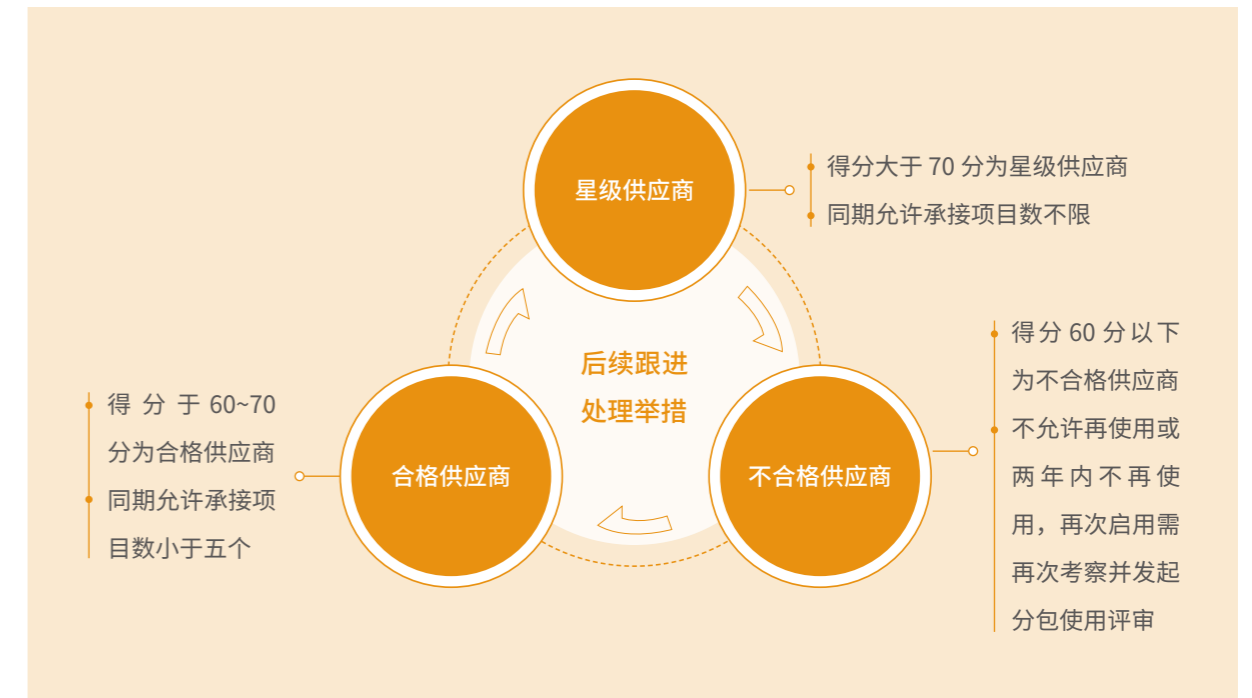 星级供应商
得分大于 70 分为星级供应商
同期允许承接项目数不限
后续跟进
处理举措
合格供应商
得分于 60~70
分为合格供应商
同期允许承接项
目数小于五个
不合格供应商
得分 60 分以下
为不合格供应商
不允许再使用或
两年内不再使
用，再次启用需
再次考察并发起
分包使用评审